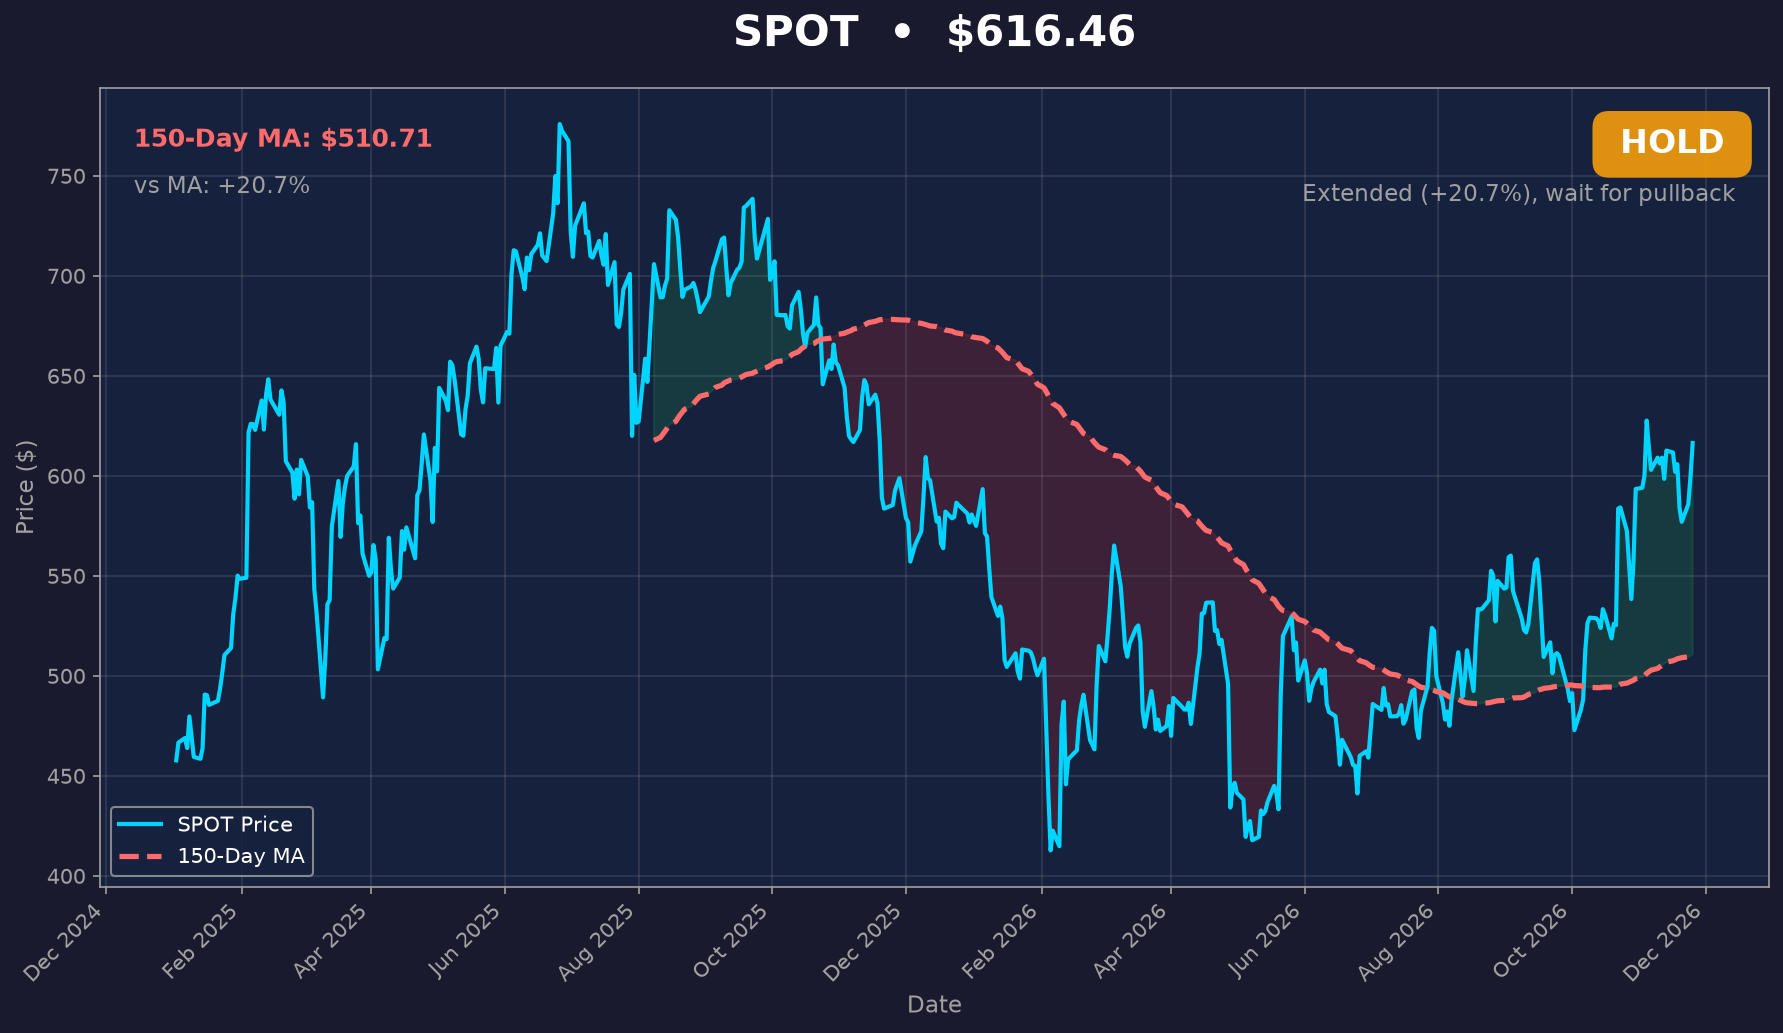 SPOT • $616.46
150-Day MA: $510.71
vs MA: +20.7%
HOLD
Extended (+20.7%), wait for pullback
Price ($)
750
700
650
600
550
500
450
400
SPOT Price
150-Day MA
Dec 2024
Feb 2025
Apr 2025
Jun 2025
Aug 2025
Oct 2025
Dec 2025
Feb 2026
Apr 2026
Jun 2026
Aug 2026
Oct 2026
Dec 2026
Date